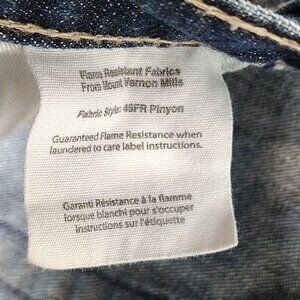 Flame Resistant Fabrics
From Mount Vernon Mills
Fabric Style: 49FR Pinyon
Guaranteed Flame Resistance when
laundered to care label instructions.
Garanti Résistance à la flamme
lorsque blanchi pour s'occuper
instructions sur l'étiquette